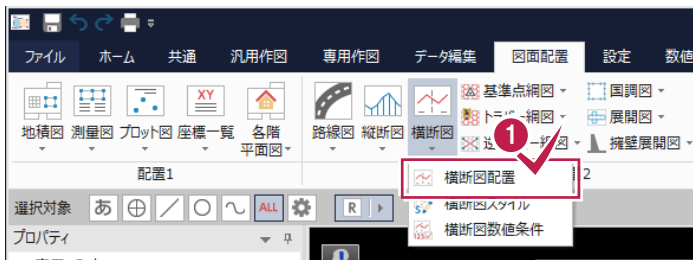 ファイル ホーム 共通 汎用作図 専用作図 データ編集 図面配置 設定 数値
XY
地積図 測量図 プロット図 座標一覧 各階平面図 路線図 縦断図 横断図
基準点網図 国調図
展開図
擁壁展開図
配置1 2
1
横断図配置
横断図スタイル
横断図数値条件
123.45
選択対象 あ ALL R
プロパティ